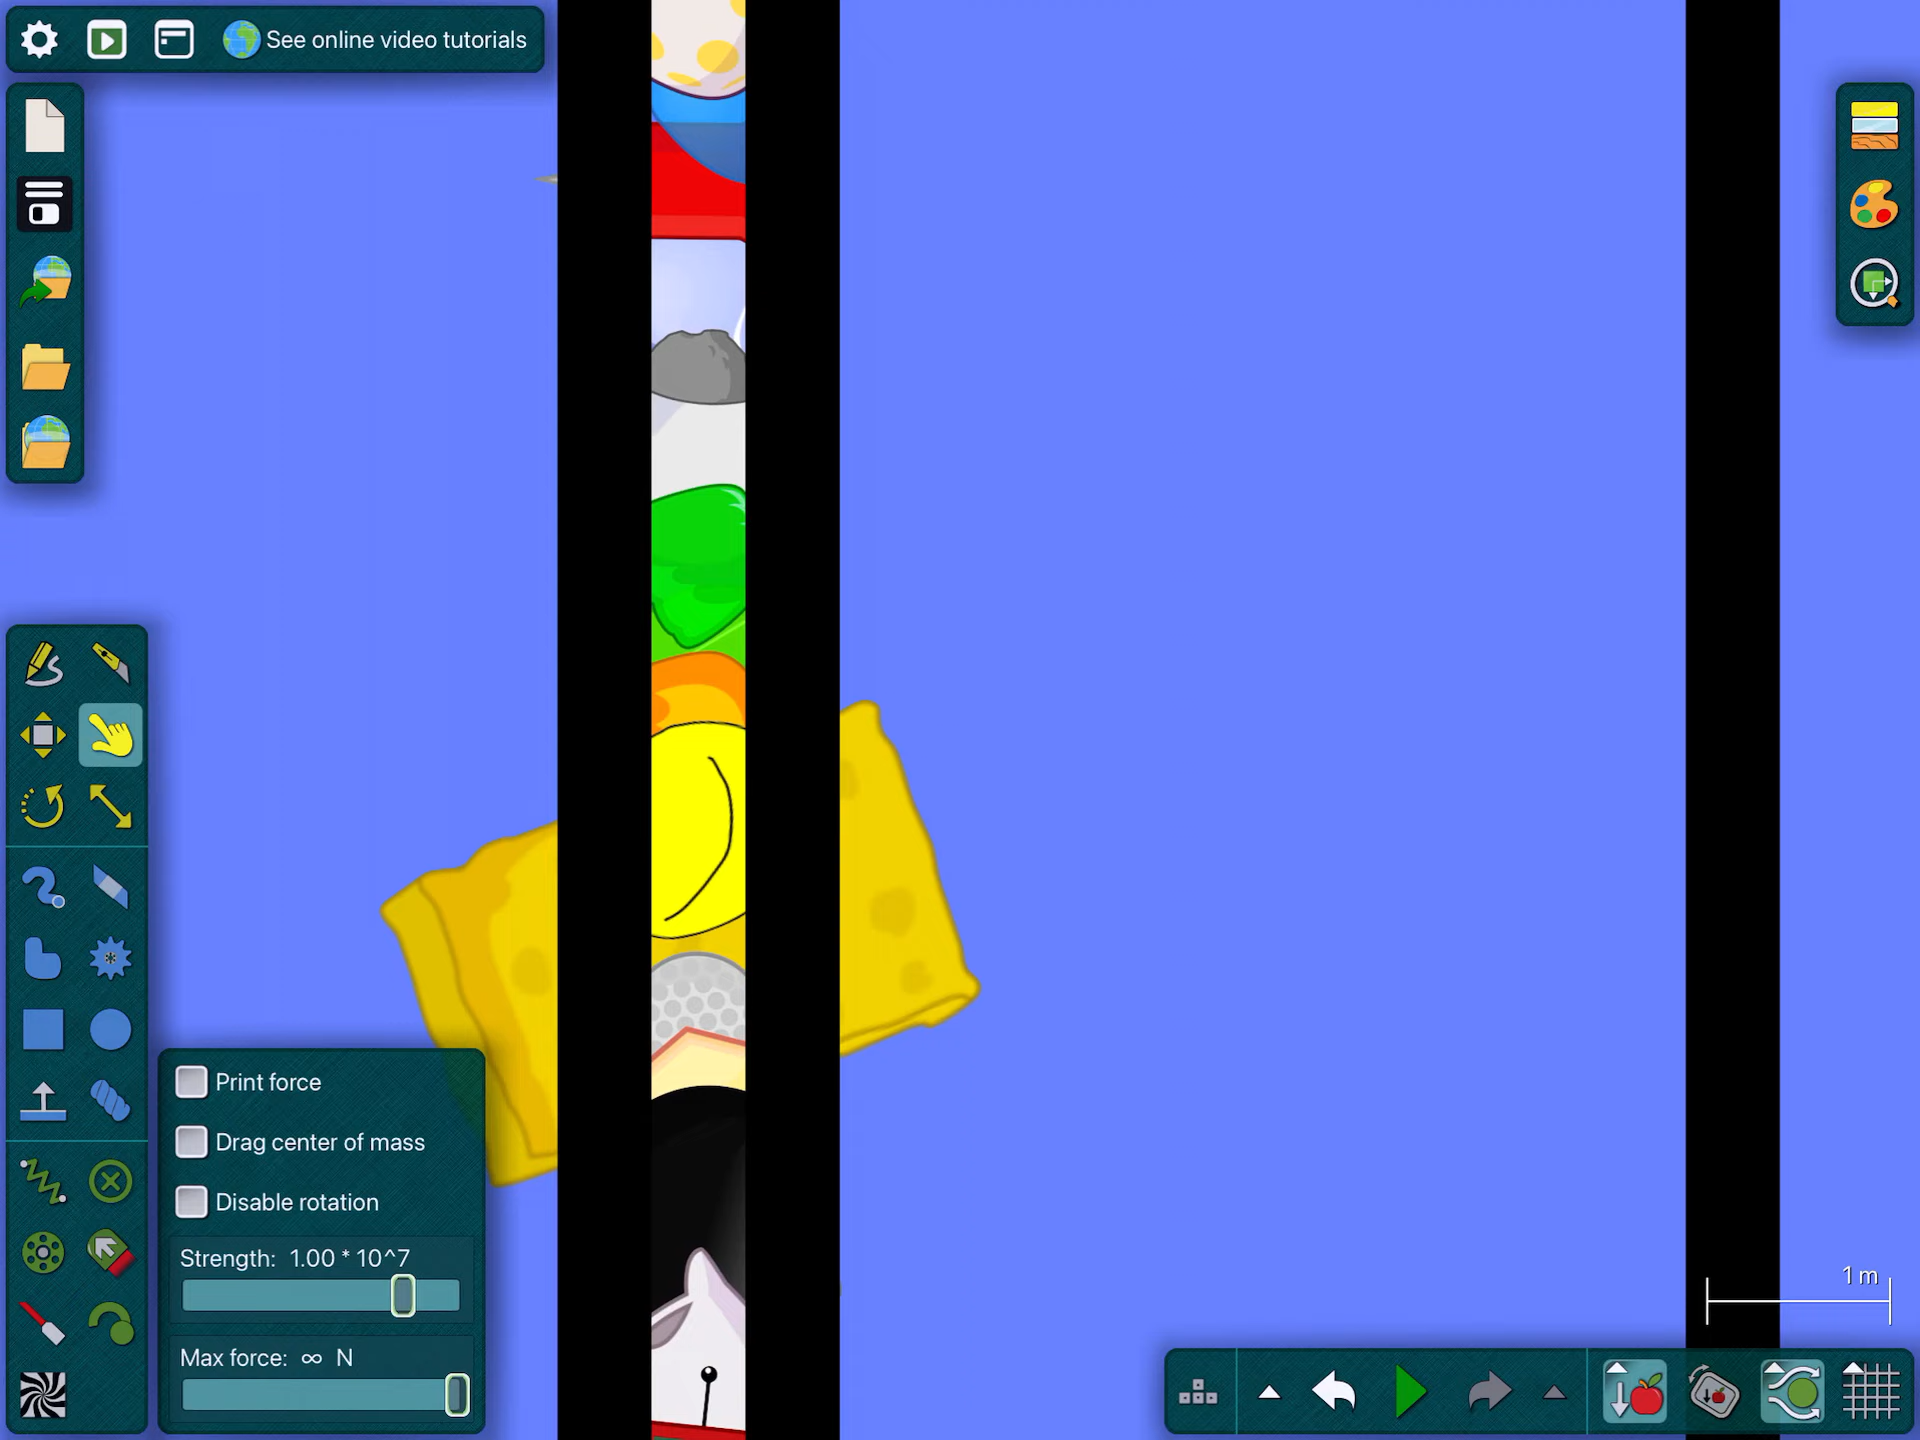 See online video tutorials
Print force
Drag center of mass
Disable rotation
Strength: 1.00 * 10^7
Max force: ∞ N
1 m